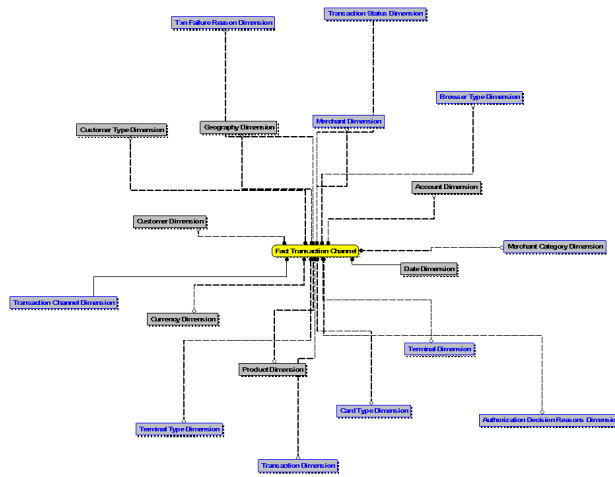 Transaction Status Dimension
Txn Failure Reason Dimension
Browser Type Dimension
Merchant Dimension
Geography Dimension
Customer Type Dimension
Account Dimension
Customer Dimension
Merchant Category Dimension
Fact Transaction Channel
Date Dimension
Transaction Channel Dimension
Currency Dimension
Terminal Dimension
Product Dimension
Card Type Dimension
Authorization Decision Reasons Dimensio
Terminal Type Dimension
Transaction Dimension